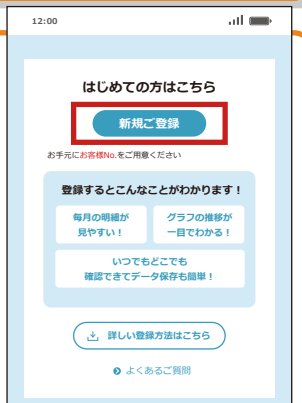 12:00
はじめての方はこちら
新規ご登録
お手元にお客様No.をご用意ください
登録するとこんなことがわかります！
毎月の明細が
見やすい！
グラフの推移が
一目でわかる！
いつでもどこでも
確認できてデータ保存も簡単！
詳しい登録方法はこちら
よくあるご質問